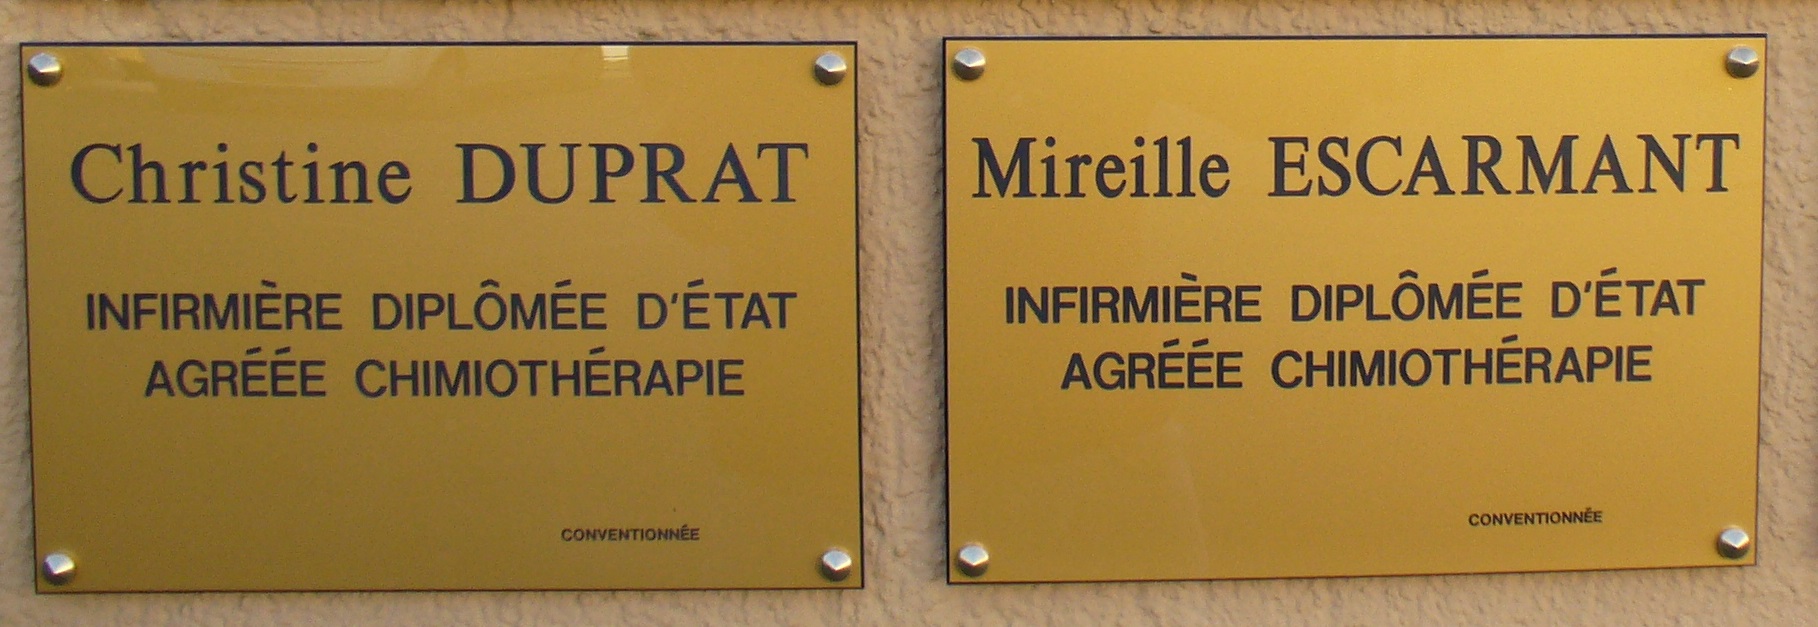 Christine DUPRAT
INFIRMIÈRE DIPLÔMÉE D'ÉTAT
AGRÉÉE CHIMIOTHÉRAPIE
CONVENTIONNÉE
Mireille ESCARMANT
INFIRMIÈRE DIPLÔMÉE D'ÉTAT
AGRÉÉE CHIMIOTHÉRAPIE
CONVENTIONNÉE